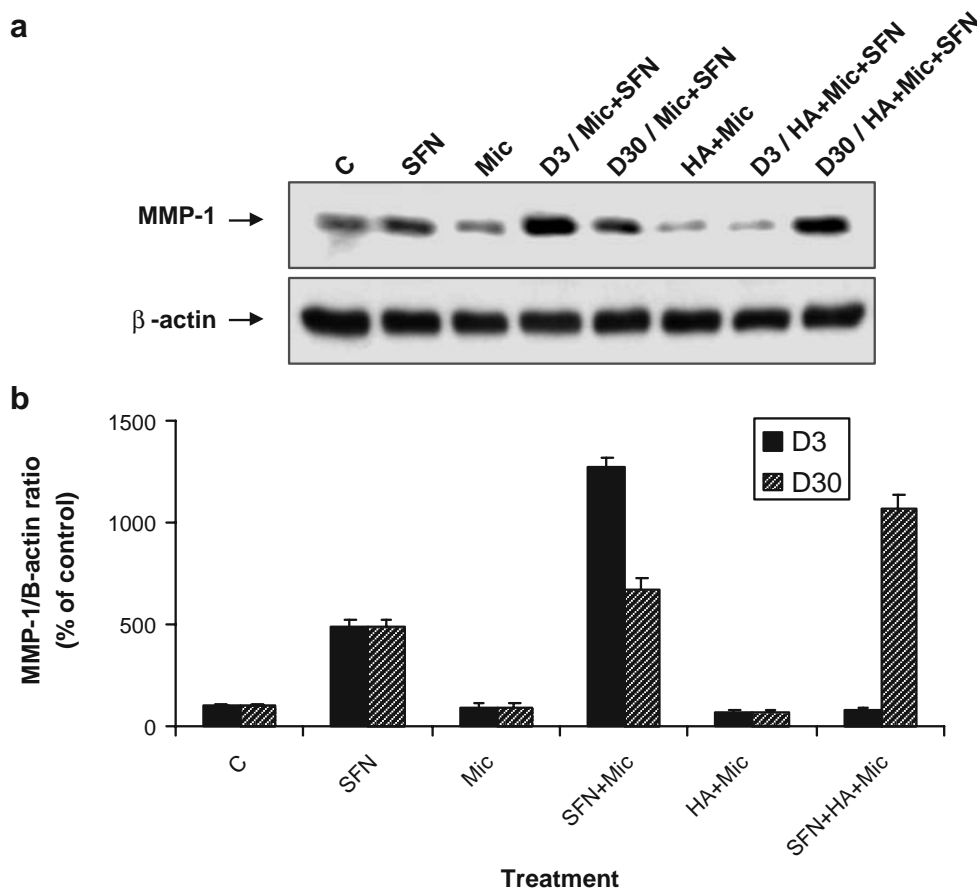 a
C
SFN
Mic
D3 / Mic+SFN
D30 / Mic+SFN
HA+Mic
D3 / HA+Mic+SFN
D30 / HA+Mic+SFN
MMP-1
β -actin
b
MMP-1/B-actin ratio
(% of control)
1500
1000
500
0
D3
D30
C
SFN
Mic
SFN+Mic
HA+Mic
SFN+HA+Mic
Treatment